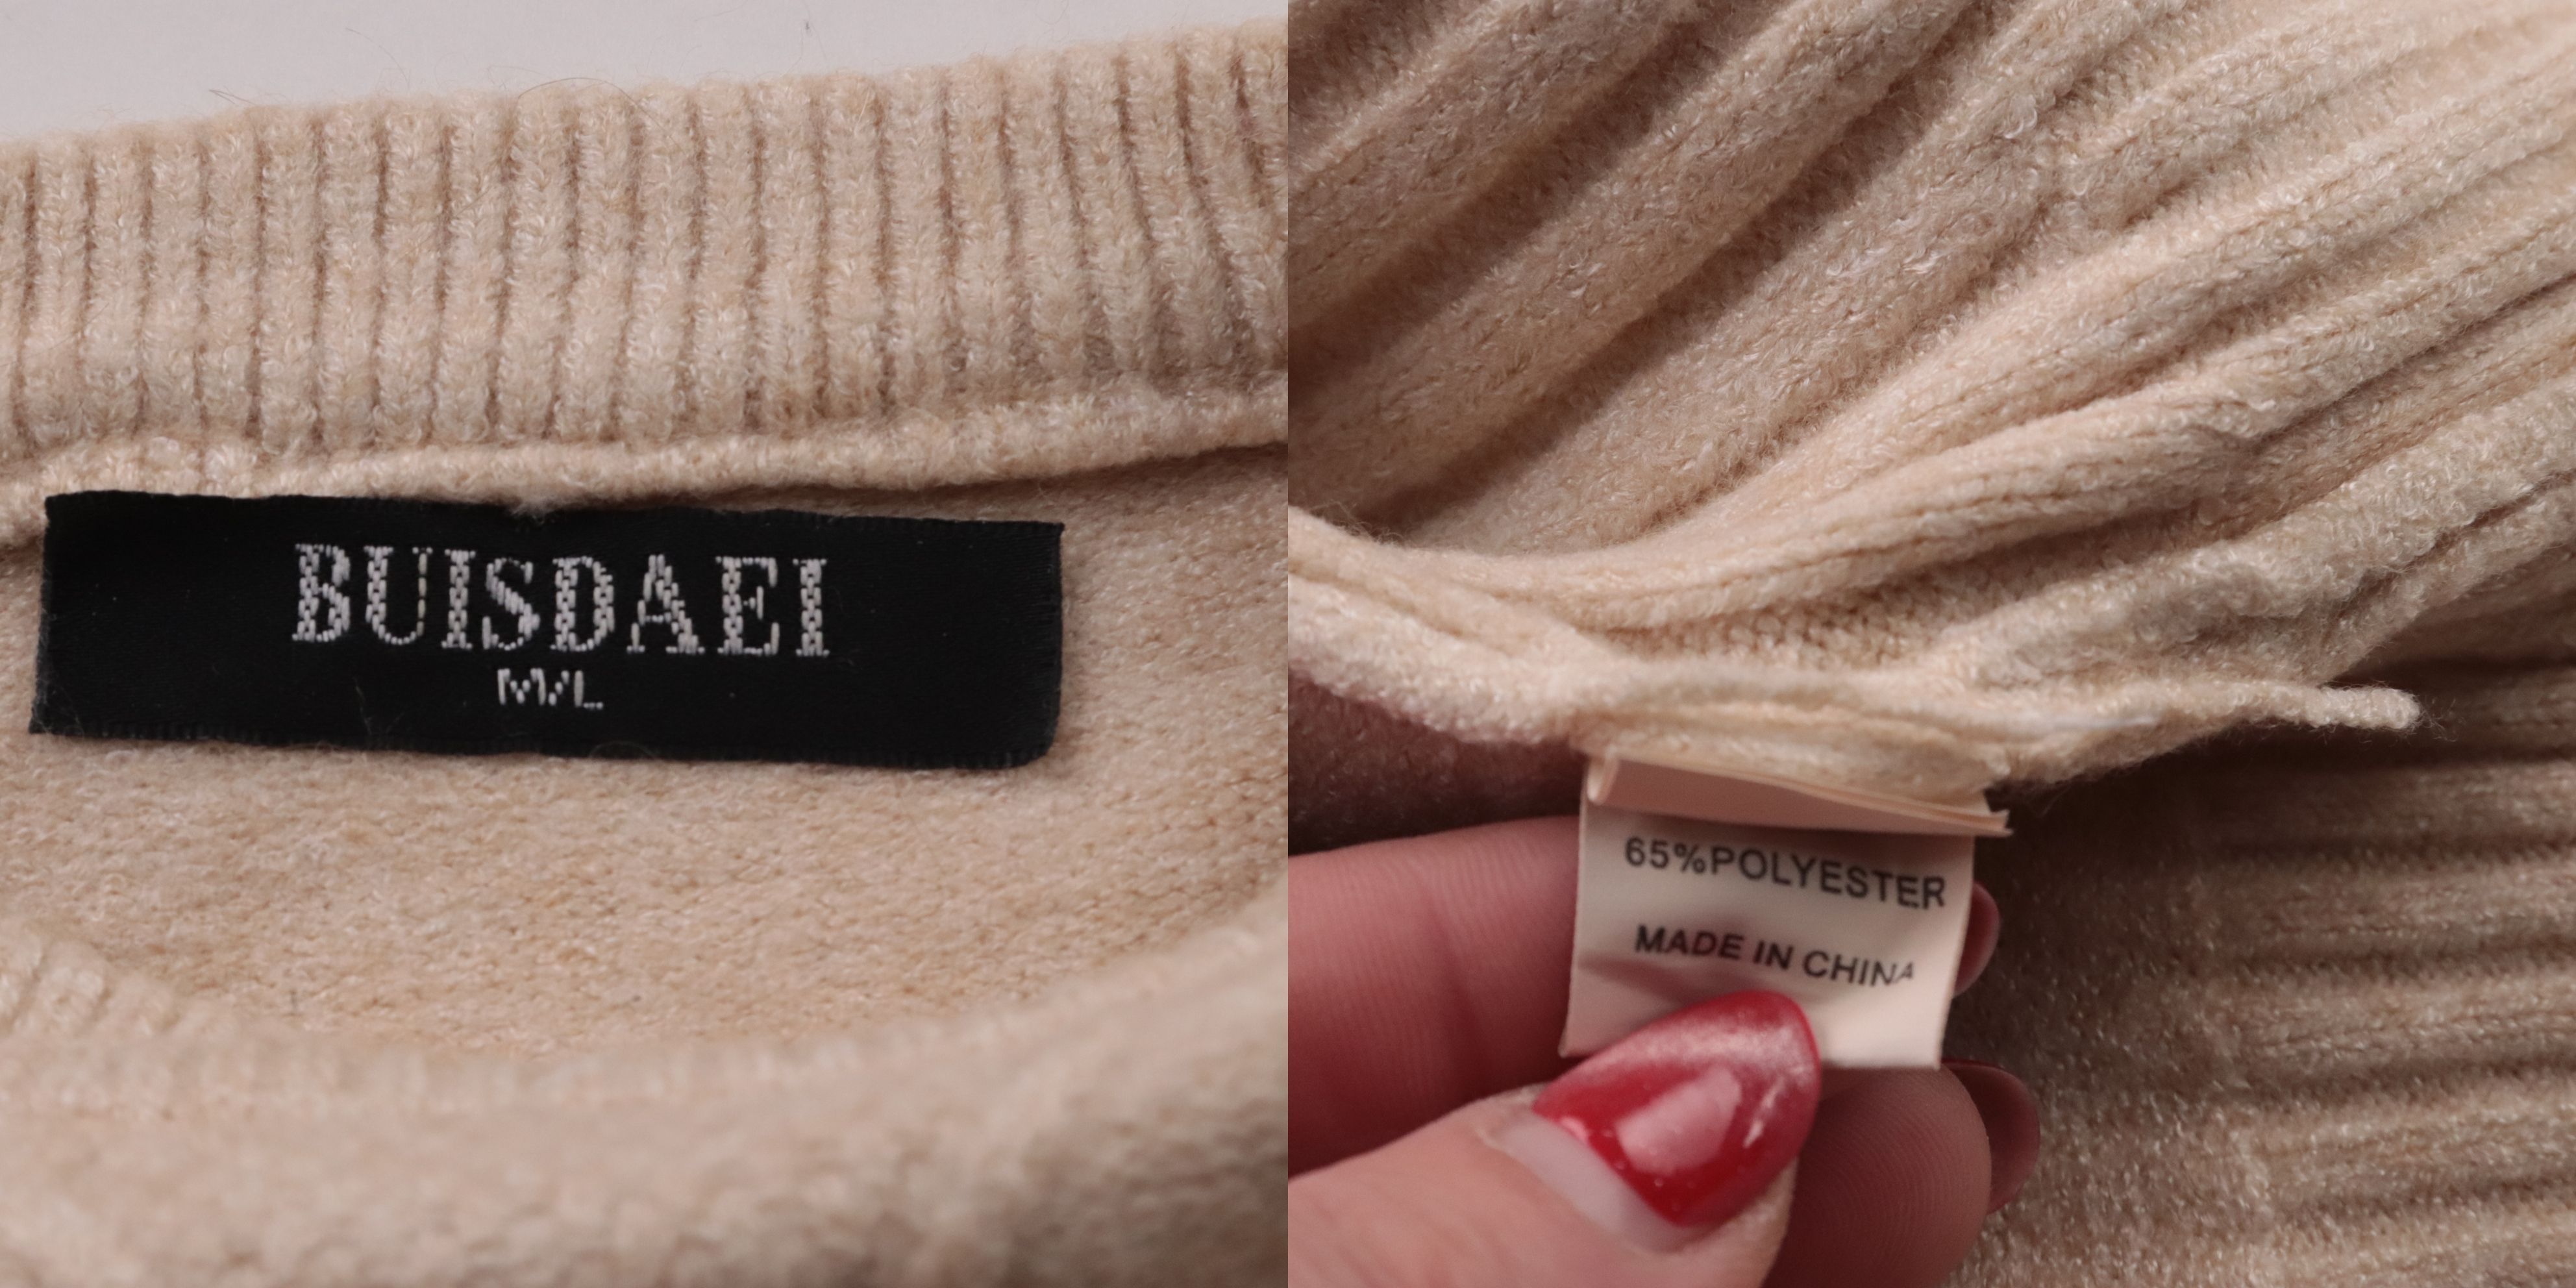 BUISDAEI
M/L
65%POLYESTER
MADE IN CHINA